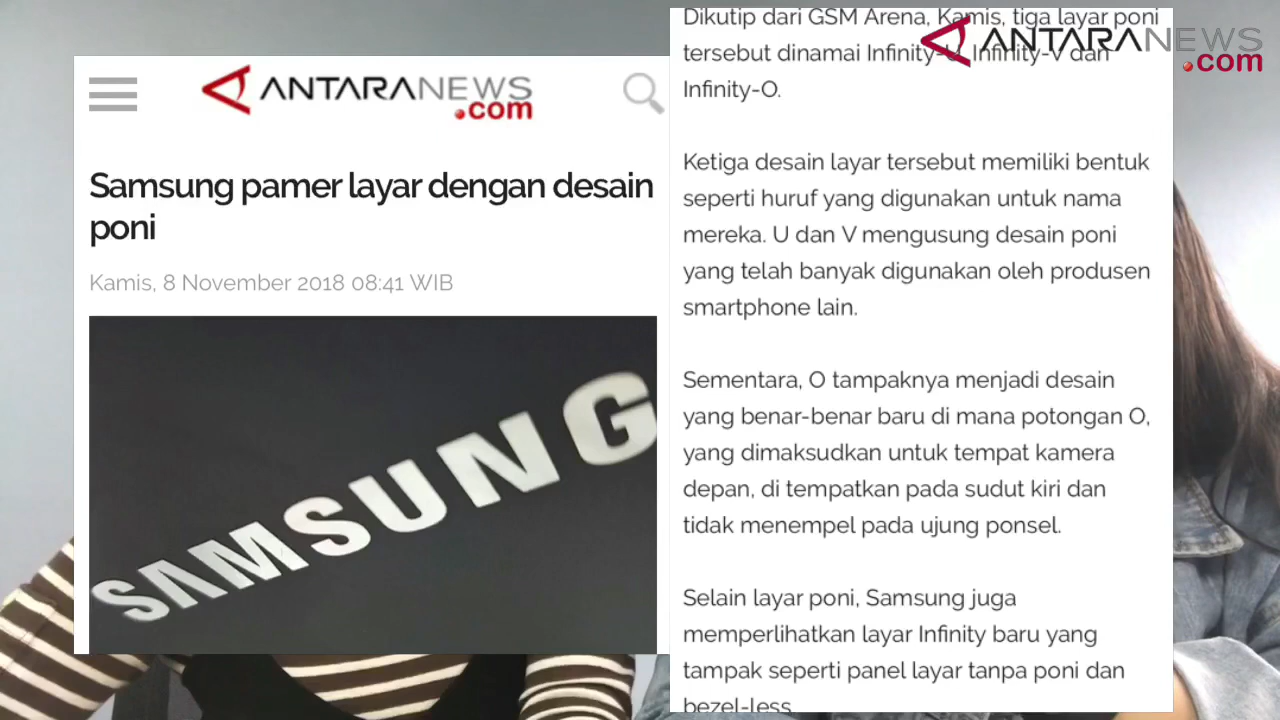 ANTARANEWS
.com
Samsung pamer layar dengan desain
poni
Kamis, 8 November 2018 08:41 WIB
SAMSUNG
Dikutip dari GSM Arena, Kamis, tiga layar poni
tersebut dinamai Infinity-U, Infinity-V dan
Infinity-O.
Ketiga desain layar tersebut memiliki bentuk
seperti huruf yang digunakan untuk nama
mereka. U dan V mengusung desain poni
yang telah banyak digunakan oleh produsen
smartphone lain.
Sementara, O tampaknya menjadi desain
yang benar-benar baru di mana potongan O,
yang dimaksudkan untuk tempat kamera
depan, di tempatkan pada sudut kiri dan
tidak menempel pada ujung ponsel.
Selain layar poni, Samsung juga
memperlihatkan layar Infinity baru yang
tampak seperti panel layar tanpa poni dan
bezel-less
ANTARANEWS
.com